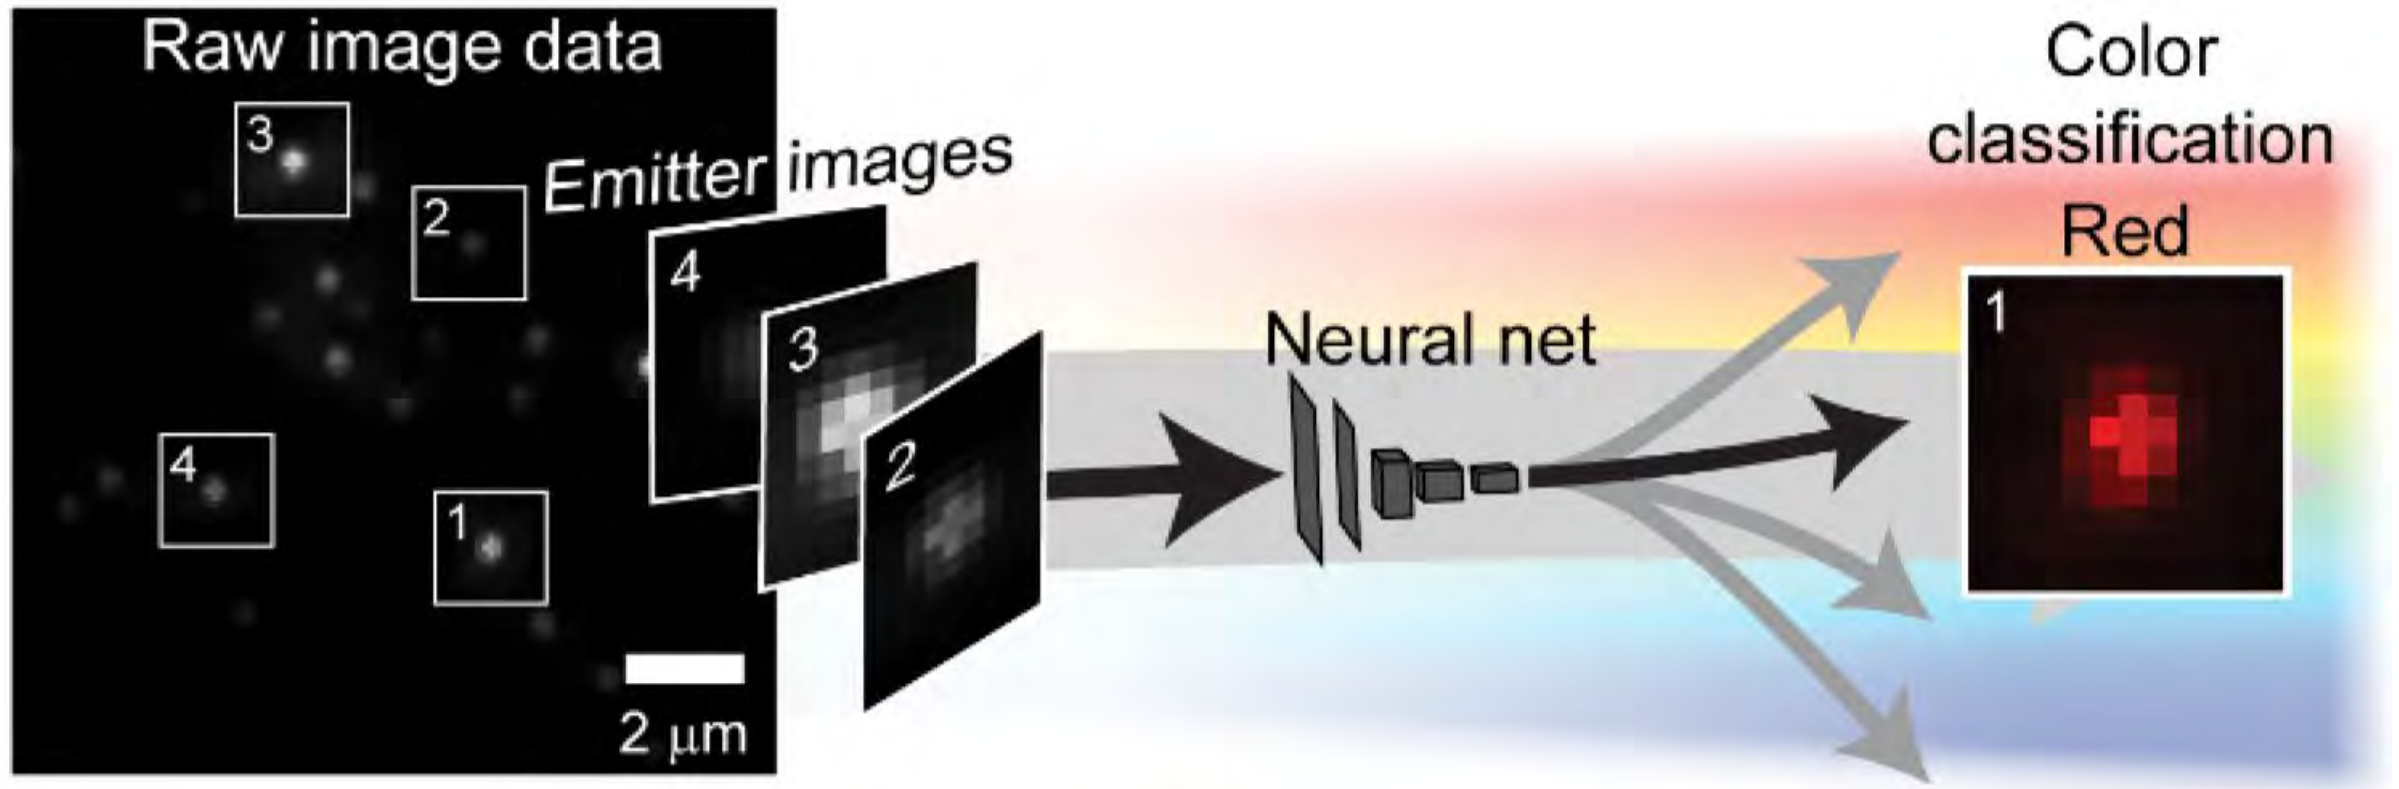 Raw image data
3
2
4
1
2 μm
Emitter images
4
3
2
Neural net
Color
classification
Red
1